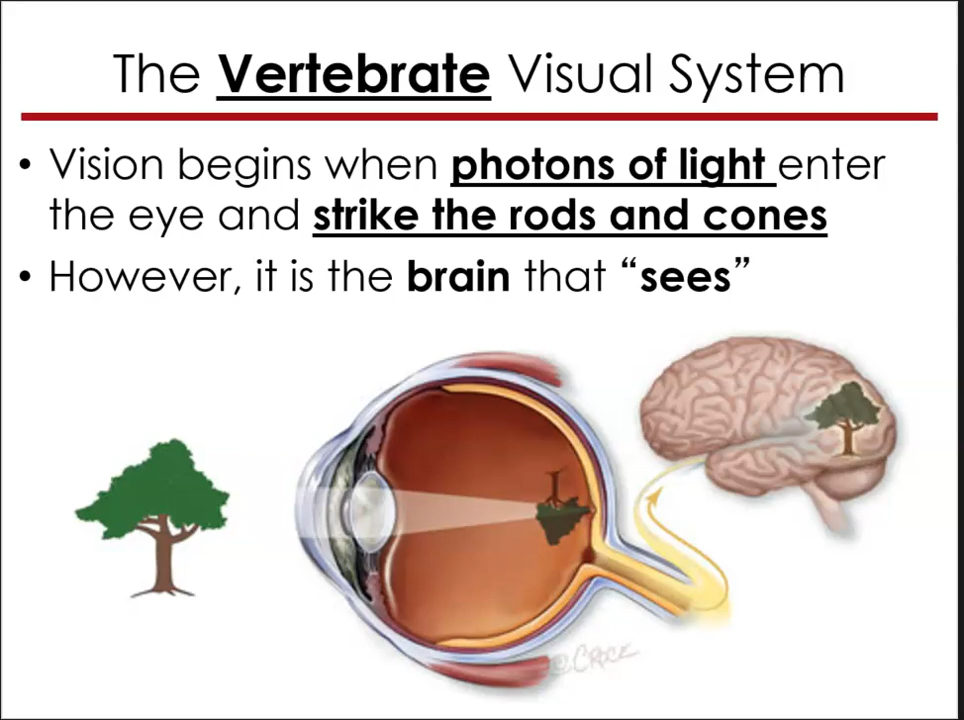 The Vertebrate Visual System
• Vision begins when photons of light enter
the eye and strike the rods and cones
• However, it is the brain that “sees”
©CROCK